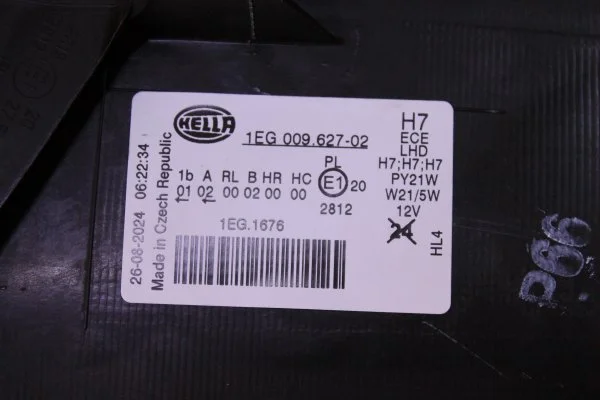 HELLA
1EG 009.627-02
1b A RL B HR HC
01 02 00 02 00 00
PL
E1 20
2812
1EG.1676
H7
ECE
LHD
H7;H7;H7
PY21W
W21/5W
12V
24
HL4
26-08-2024 06:22:34
Made in Czech Republic
P66